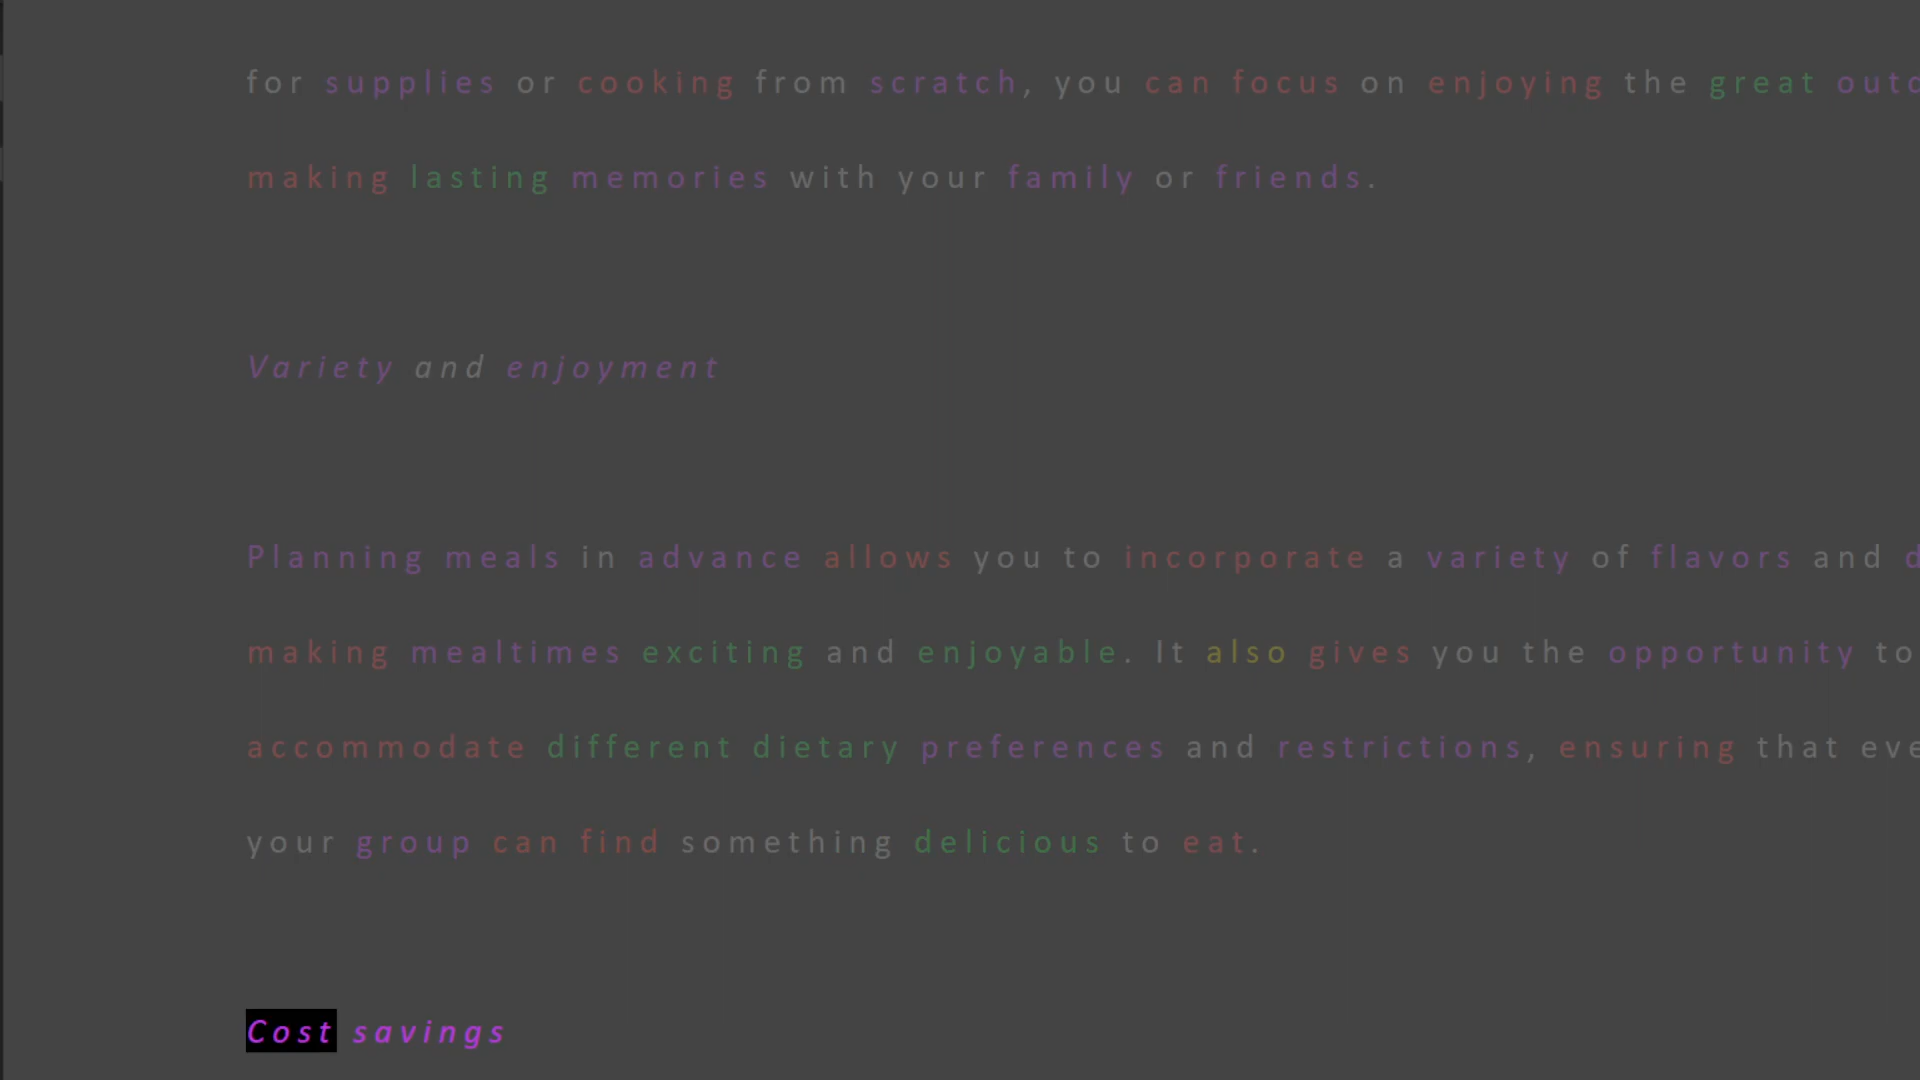 for supplies or cooking from scratch, you can focus on enjoying the great
making lasting memories with your family or friends.
Variety and enjoyment
Planning meals in advance allows you to incorporate a variety of flavors and
making mealtimes exciting and enjoyable. It also gives you the opportunity to
accommodate different dietary preferences and restrictions, ensuring that
your group can find something delicious to eat.
Cost savings